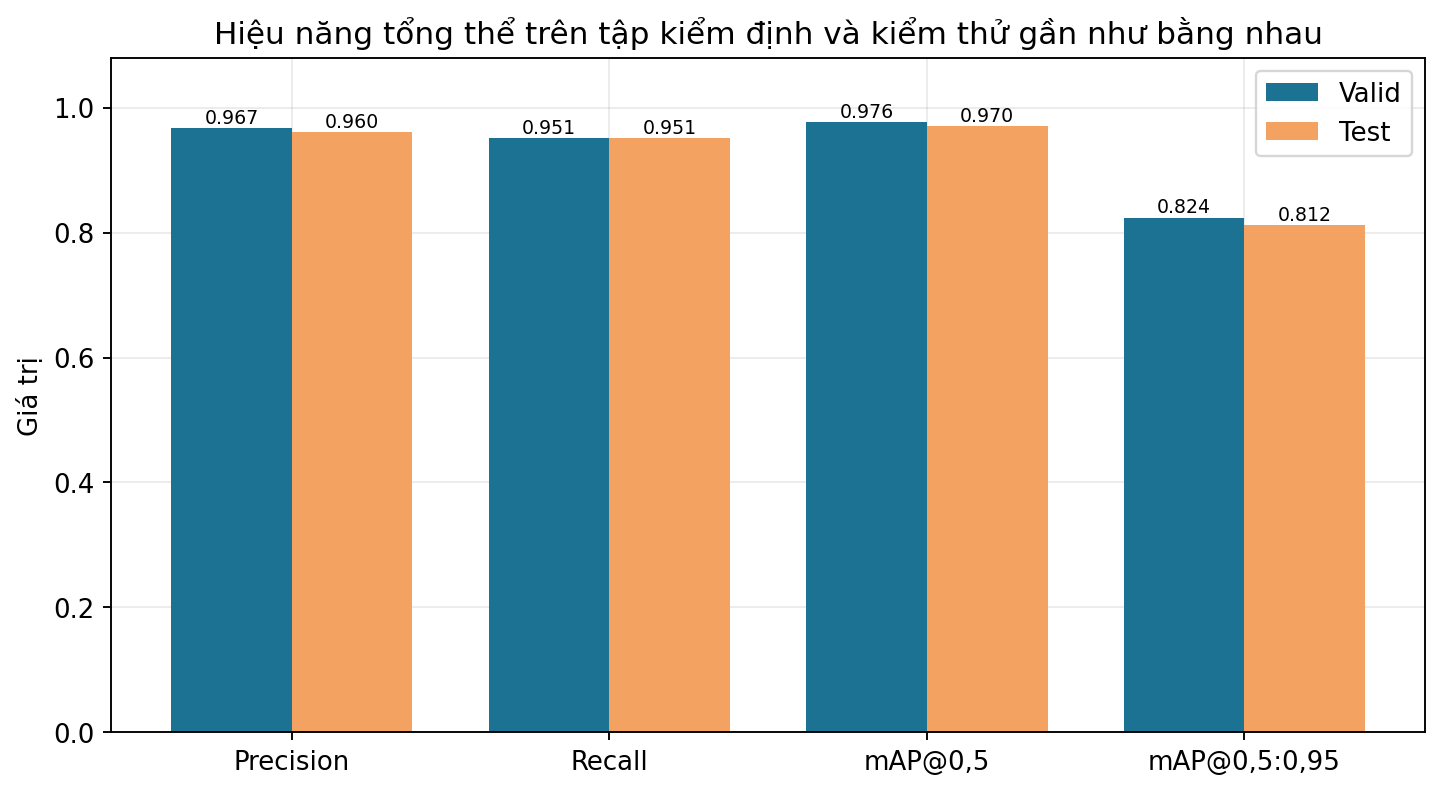 Hiệu năng tổng thể trên tập kiểm định và kiểm thử gần như bằng nhau
Valid
Test
Giá trị
1.0
0.8
0.6
0.4
0.2
0.0
0.967
0.960
0.951
0.951
0.976
0.970
0.824
0.812
Precision
Recall
mAP@0,5
mAP@0,5:0,95